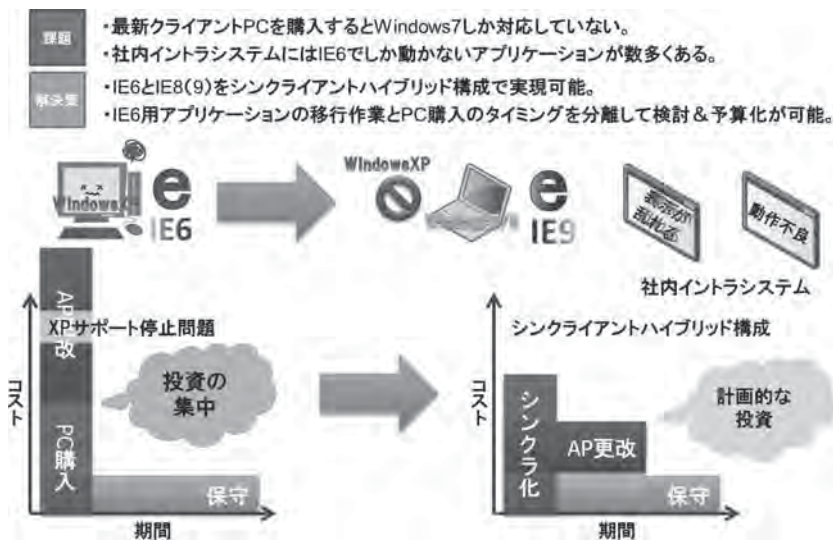 課題
・最新クライアントPCを購入するとWindows7しか対応していない。
・社内イントラシステムにはIE6でしか動かないアプリケーションが数多くある。
解決策
・IE6とIE8(9)をシンクライアントハイブリッド構成で実現可能。
・IE6用アプリケーションの移行作業とPC購入のタイミングを分離して検討&予算化が可能。
WindowsXP
e
IE6
WindowsXP
e
IE9
表示が
乱れる
動作不良
社内イントラシステム
コスト
AP更改
XPサポート停止問題
PC購入
投資の
集中
保守
期間
シンクライアントハイブリッド構成
コスト
シンクラ化
AP更改
計画的な
投資
保守
期間